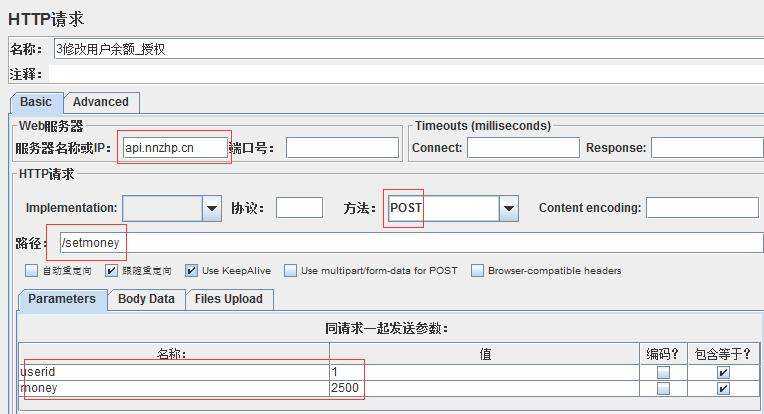 HTTP请求
名称： 3修改用户余额_授权
注释：
Basic Advanced
Web服务器 Timeouts (milliseconds)
服务器名称或IP： api.nnzhp.cn 端口号： Connect: Response:
HTTP请求
Implementation: 协议： 方法： POST Content encoding:
路径： /setmoney
自动重定向 跟随重定向 Use KeepAlive Use multipart/form-data for POST Browser-compatible headers
Parameters Body Data Files Upload
同请求一起发送参数：
名称： 值 编码？ 包含等于？
userid 1
money 2500